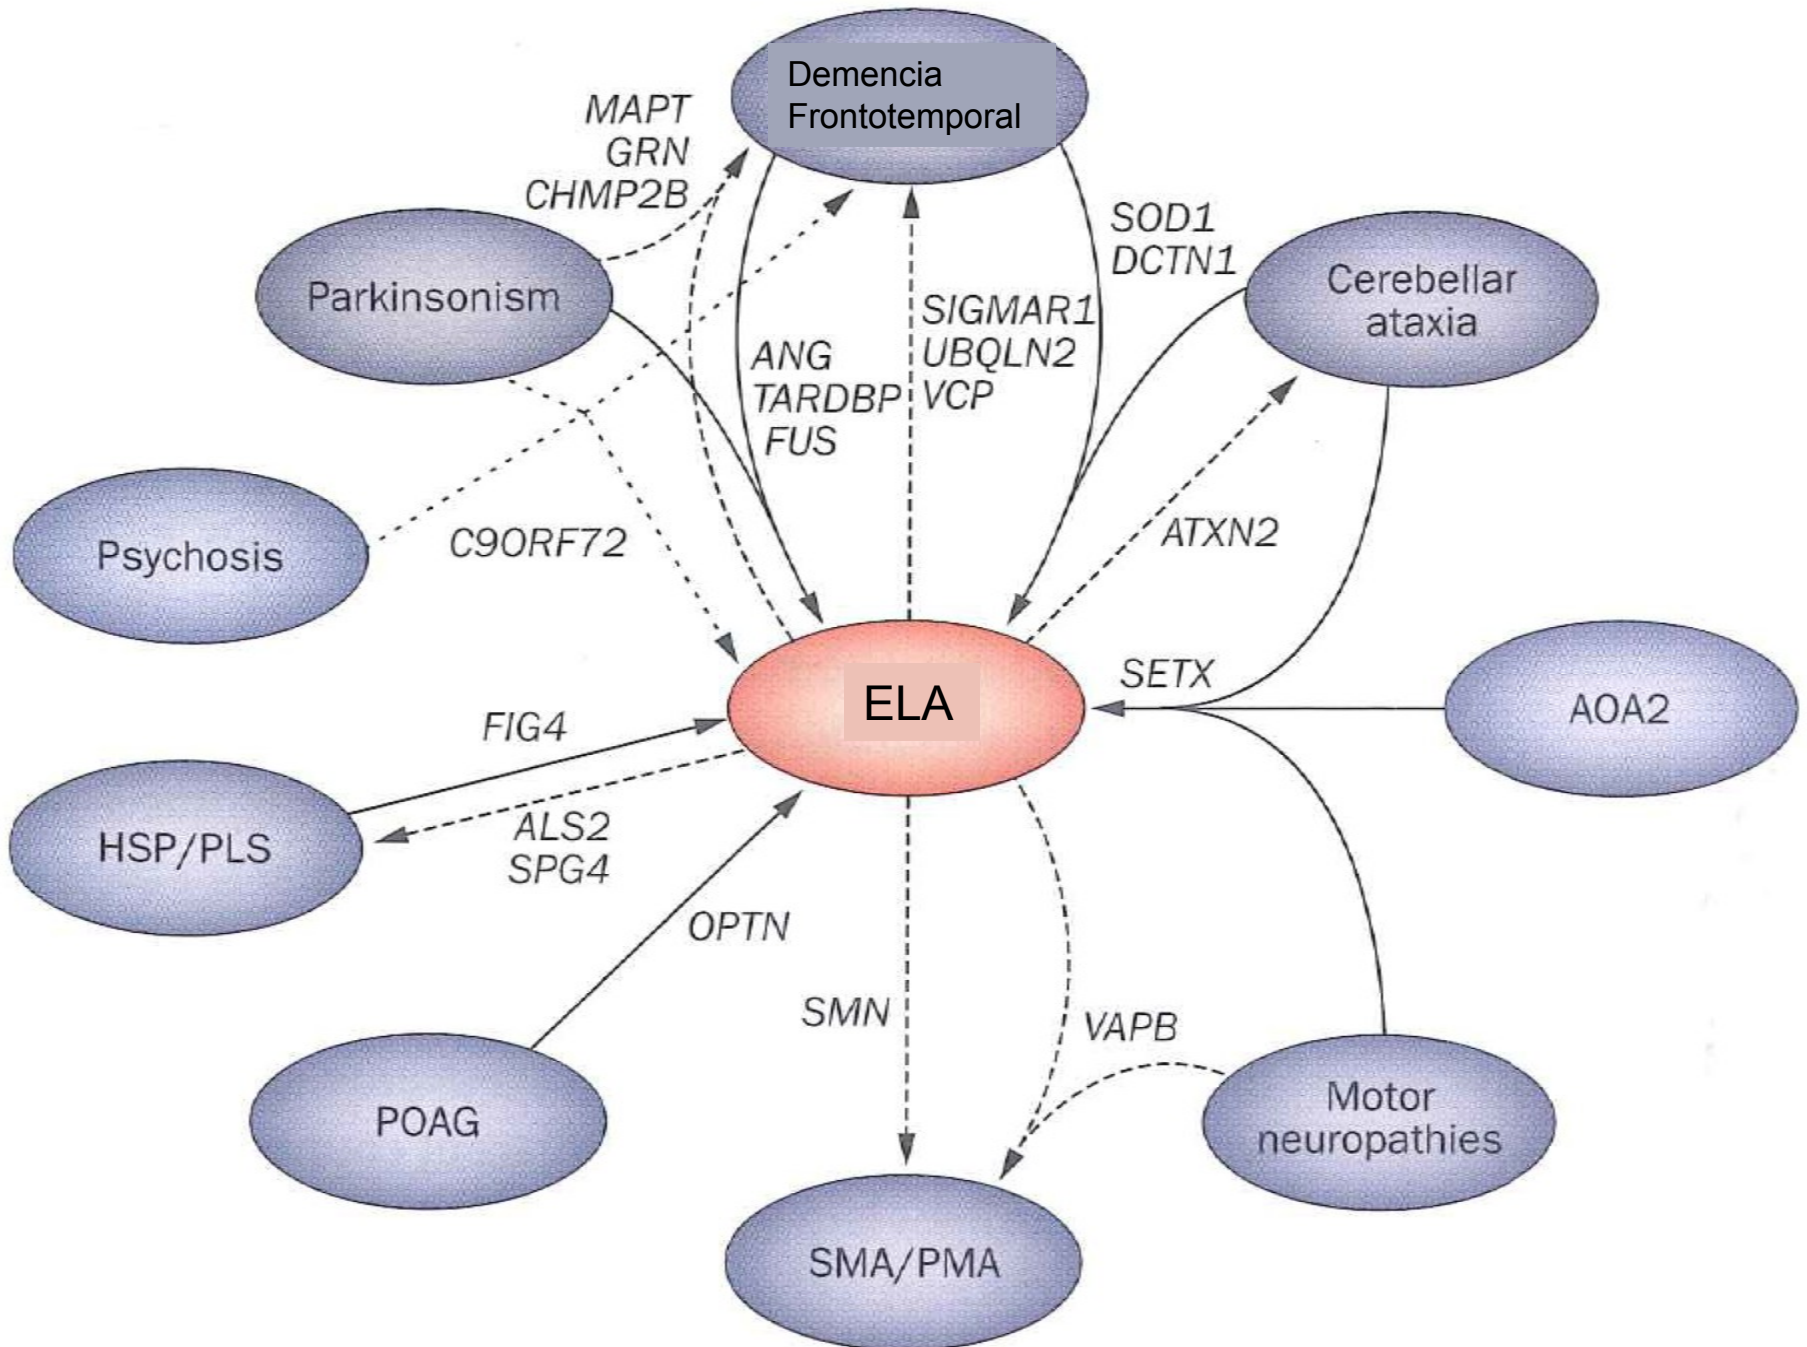 Demencia
Frontotemporal
MAPT
GRN
CHMP2B
SOD1
DCTN1
Parkinsonism
Cerebellar
ataxia
SIGMAR1
UBQLN2
VCP
ANG
TARDBP
FUS
Psychosis
C9ORF72
ATXN2
SETX
ELA
AOA2
FIG4
HSP/PLS
ALS2
SPG4
OPTN
SMN
VAPB
POAG
Motor
neuropathies
SMA/PMA